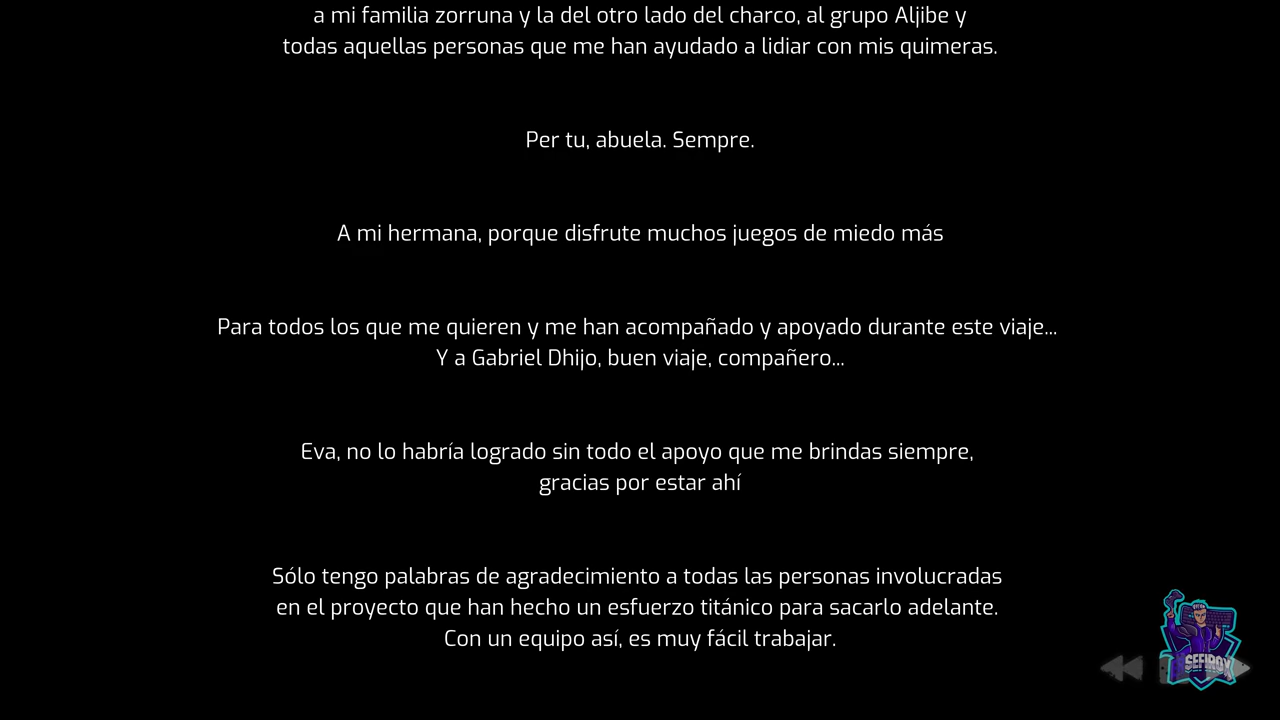 a mi familia zorruna y la del otro lado del charco, al grupo Aljibe y
todas aquellas personas que me han ayudado a lidiar con mis quimeras.
Per tu, abuela. Sempre.
A mi hermana, porque disfrute muchos juegos de miedo más
Para todos los que me quieren y me han acompañado y apoyado durante este viaje...
Y a Gabriel Dhijo, buen viaje, compañero...
Eva, no lo habría logrado sin todo el apoyo que me brindas siempre,
gracias por estar ahí
Sólo tengo palabras de agradecimiento a todas las personas involucradas
en el proyecto que han hecho un esfuerzo titánico para sacarlo adelante.
Con un equipo así, es muy fácil trabajar.
SEFIROX